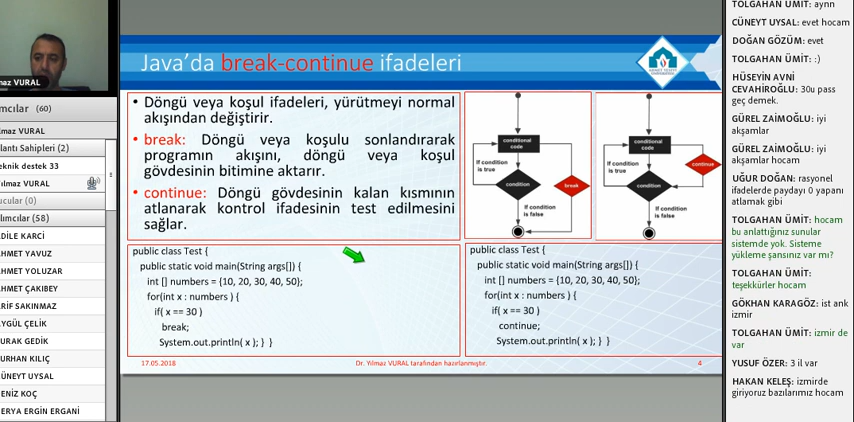 maz VURAL
mcılar (60)
maz VURAL
lantı Sahipleri (2)
eknik destek 33
ılmaz VURAL
ucular (0)
lımcılar (58)
DİLE KARCİ
HMET YAVUZ
HMET YOLUZAR
HMET ÇAKIBEY
RİF SAKINMAZ
YGÜL ÇELİK
URAK GEDİK
URHAN KILIÇ
ÜNEYT UYSAL
ENİZ KOÇ
ERYA ERGİN ERGANİ
Java'da break-continue ifadeleri
• Döngü veya koşul ifadeleri, yürütmeyi normal
akışından değiştirir.
• break: Döngü veya koşulu sonlandırarak
programın akışını, döngü veya koşul
gövdesinin bitimine aktarır.
• continue: Döngü gövdesinin kalan kısmının
atlanarak kontrol ifadesinin test edilmesini
sağlar.
conditional
code
If condition
is true
condition
break
If condition
is false
conditional
code
If condition
is true
continue
condition
If condition
is false
public class Test {
public static void main(String args[]) {
int [] numbers = {10, 20, 30, 40, 50};
for(int x : numbers ) {
if( x == 30 )
break;
System.out.println( x ); } }
public class Test {
public static void main(String args[]) {
int [] numbers = {10, 20, 30, 40, 50};
for(int x : numbers ) {
if( x == 30 )
continue;
System.out.println( x ); } }
17.05.2018
Dr. Yılmaz VURAL tarafından hazırlanmıştır.
4
TOLGAHAN ÜMİT: aynn
CÜNEYT UYSAL: evet hocam
DOĞAN GÖZÜM: evet
TOLGAHAN ÜMİT: :)
HÜSEYİN AVNİ
CEVAHİROĞLU: 30u pass
geç demek.
GÜREL ZAİMOĞLU: iyi
akşamlar
GÜREL ZAİMOĞLU: iyi
akşamlar hocam
UĞUR DOĞAN: rasyonel
ifadelerde paydayı 0 yapanı
atlamak gibi
TOLGAHAN ÜMİT: hocam
bu anlattığınız sunular
sistemde yok. Sisteme
yükleme şansınız var mı?
TOLGAHAN ÜMİT:
teşekkürler hocam
GÖKHAN KARAGÖZ: ist ank
izmir
TOLGAHAN ÜMİT: izmir de
var
YUSUF ÖZER: 3 il var
HAKAN KELEŞ: izmirde
giriyoruz bazılarımız hocam